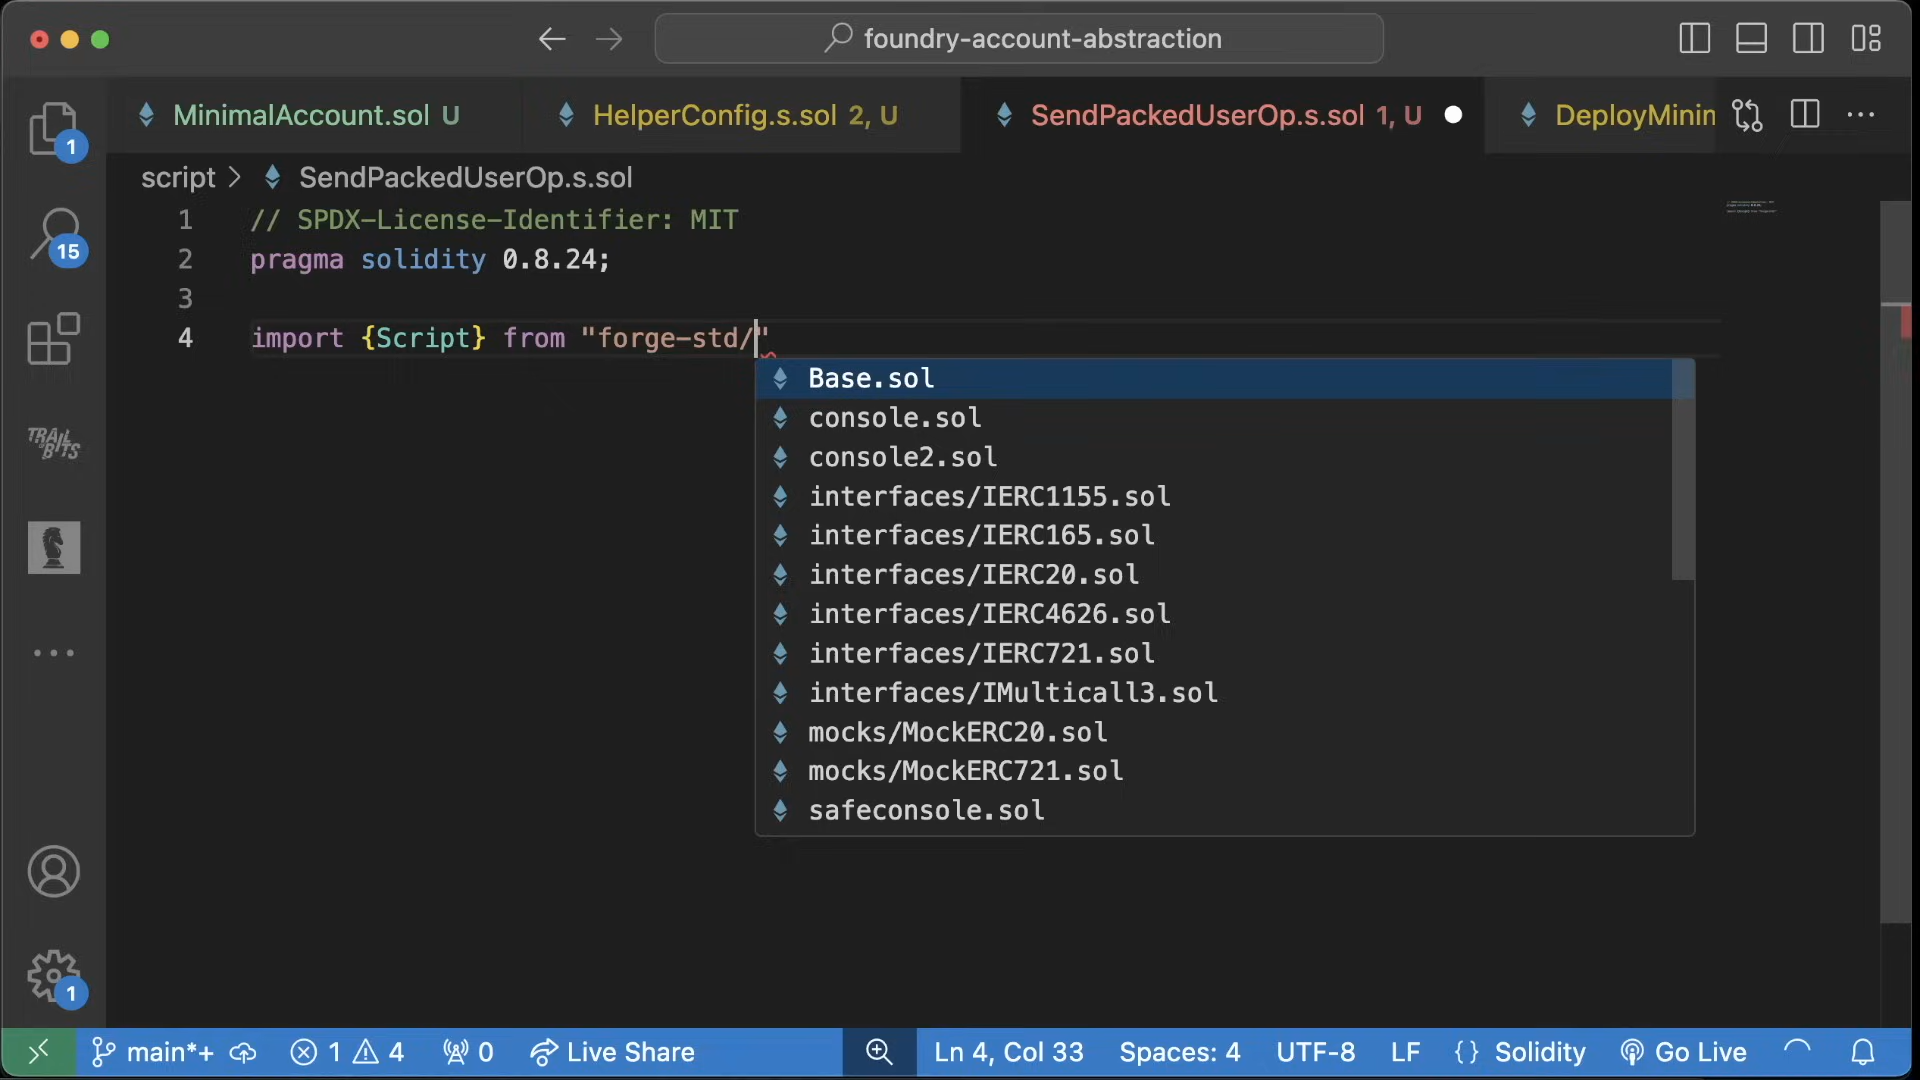 foundry-account-abstraction
MinimalAccount.sol U
HelperConfig.s.sol 2, U
SendPackedUserOp.s.sol 1, U
DeployMinin
script > SendPackedUserOp.s.sol
1 // SPDX-License-Identifier: MIT
2 pragma solidity 0.8.24;
3
4 import {Script} from "forge-std/"
Base.sol
console.sol
console2.sol
interfaces/IERC1155.sol
interfaces/IERC165.sol
interfaces/IERC20.sol
interfaces/IERC4626.sol
interfaces/IERC721.sol
interfaces/IMulticall3.sol
mocks/MockERC20.sol
mocks/MockERC721.sol
safeconsole.sol
1
15
TRAIL OF BITS
1
main*+ 1 4 0 Live Share Ln 4, Col 33 Spaces: 4 UTF-8 LF {} Solidity Go Live